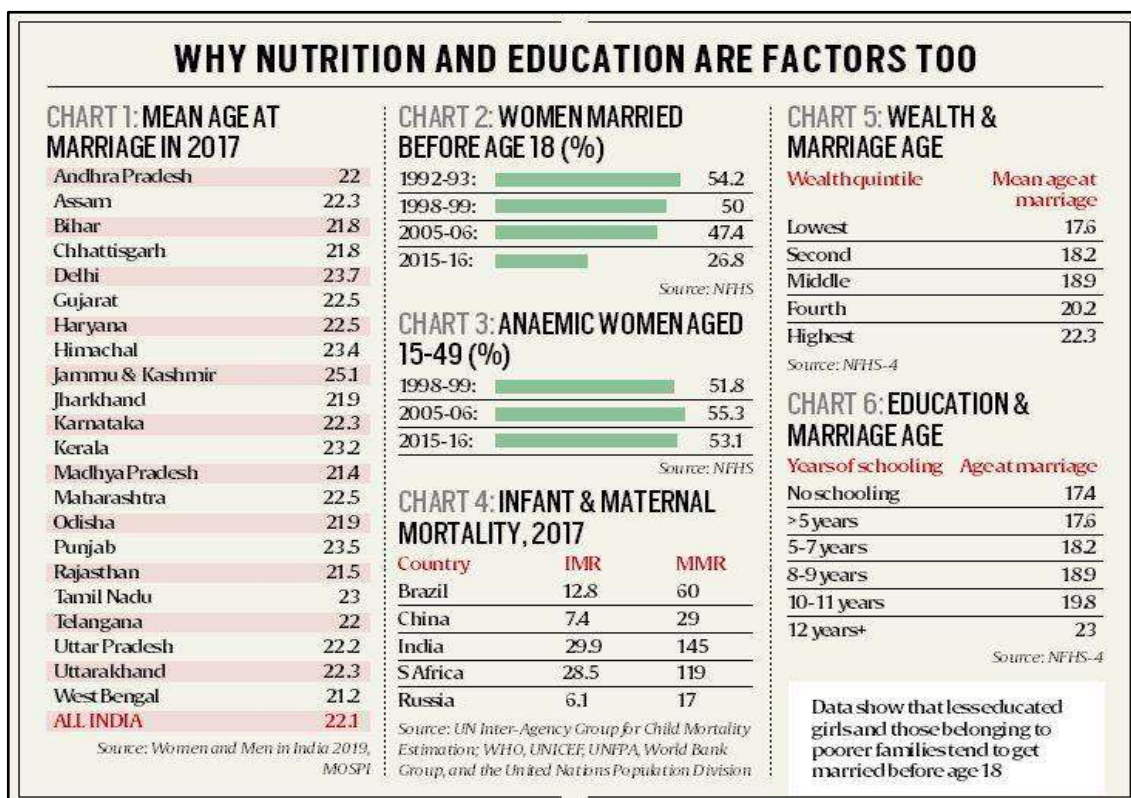 WHY NUTRITION AND EDUCATION ARE FACTORS TOO
CHART 1: MEAN AGE AT
MARRIAGE IN 2017
Andhra Pradesh 22
Assam 22.3
Bihar 21.8
Chhattisgarh 21.8
Delhi 23.7
Gujarat 22.5
Haryana 22.5
Himachal 23.4
Jammu & Kashmir 25.1
Jharkhand 21.9
Karnataka 22.3
Kerala 23.2
Madhya Pradesh 21.4
Maharashtra 22.5
Odisha 21.9
Punjab 23.5
Rajasthan 21.5
Tamil Nadu 23
Telangana 22
Uttar Pradesh 22.2
Uttarakhand 22.3
West Bengal 21.2
ALL INDIA 22.1
Source: Women and Men in India 2019,
MOSPI
CHART 2: WOMEN MARRIED
BEFORE AGE 18 (%)
1992-93: 54.2
1998-99: 50
2005-06: 47.4
2015-16: 26.8
Source: NFHS
CHART 3: ANAEMIC WOMEN AGED
15-49 (%)
1998-99: 51.8
2005-06: 55.3
2015-16: 53.1
Source: NFHS
CHART 4: INFANT & MATERNAL
MORTALITY, 2017
Country IMR MMR
Brazil 12.8 60
China 7.4 29
India 29.9 145
S Africa 28.5 119
Russia 6.1 17
Source: UN Inter-Agency Group for Child Mortality
Estimation; WHO, UNICEF, UNFPA, World Bank
Group, and the United Nations Population Division
CHART 5: WEALTH &
MARRIAGE AGE
Wealth quintile Mean age at
marriage
Lowest 17.6
Second 18.2
Middle 18.9
Fourth 20.2
Highest 22.3
Source: NFHS-4
CHART 6: EDUCATION &
MARRIAGE AGE
Years of schooling Age at marriage
No schooling 17.4
>5 years 17.6
5-7 years 18.2
8-9 years 18.9
10-11 years 19.8
12 years+ 23
Source: NFHS-4
Data show that less educated
girls and those belonging to
poorer families tend to get
married before age 18